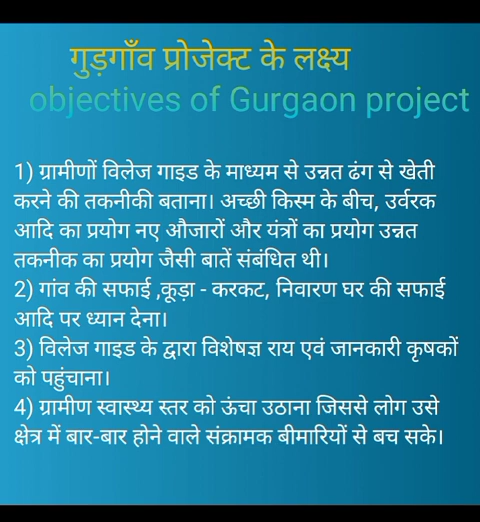 गुड़गाँव प्रोजेक्ट के लक्ष्य
objectives of Gurgaon project
1) ग्रामीणों विलेज गाइड के माध्यम से उन्नत ढंग से खेती
करने की तकनीकी बताना। अच्छी किस्म के बीच, उर्वरक
आदि का प्रयोग नए औजारों और यंत्रों का प्रयोग उन्नत
तकनीक का प्रयोग जैसी बातें संबंधित थी।
2) गांव की सफाई ,कूड़ा - करकट, निवारण घर की सफाई
आदि पर ध्यान देना।
3) विलेज गाइड के द्वारा विशेषज्ञ राय एवं जानकारी कृषकों
को पहुंचाना।
4) ग्रामीण स्वास्थ्य स्तर को ऊंचा उठाना जिससे लोग उसे
क्षेत्र में बार-बार होने वाले संक्रामक बीमारियों से बच सके।